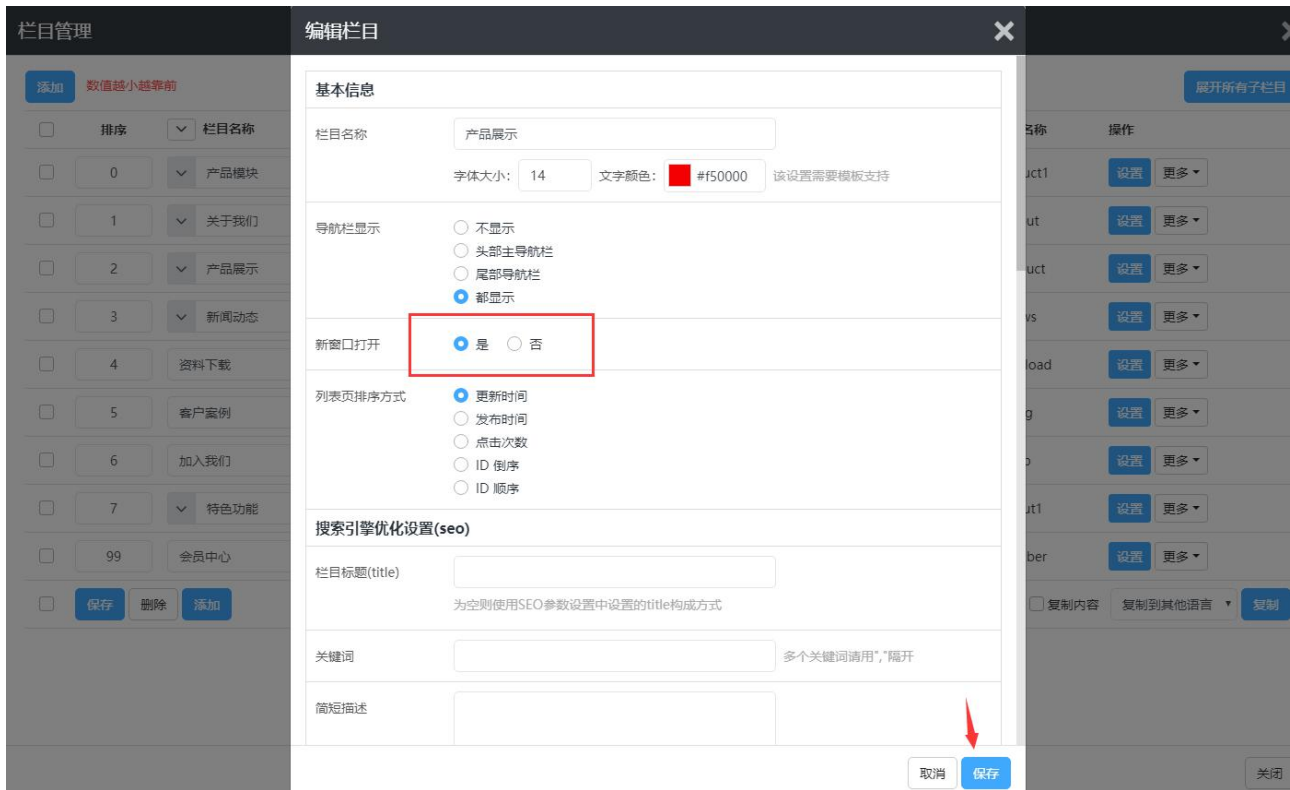 栏目管理
编辑栏目
添加
数值越小越靠前
展开所有子栏目
排序
栏目名称
名称
操作
0
产品模块
uct1
设置
更多
1
关于我们
ut
设置
更多
2
产品展示
uct
设置
更多
3
新闻动态
ws
设置
更多
4
资料下载
load
设置
更多
5
客户案例
g
设置
更多
6
加入我们
设置
更多
7
特色功能
ut1
设置
更多
99
会员中心
ber
设置
更多
保存
删除
添加
复制内容
复制到其他语言
复制
关闭
基本信息
栏目名称
产品展示
字体大小: 14 文字颜色: #f50000 该设置需要模板支持
导航栏显示
不显示
头部主导航栏
尾部导航栏
都显示
新窗口打开
是 否
列表页排序方式
更新时间
发布时间
点击次数
ID 倒序
ID 顺序
搜索引擎优化设置(seo)
栏目标题(title)
为空则使用SEO参数设置中设置的title构成方式
关键词
多个关键词请用","隔开
简短描述
取消
保存